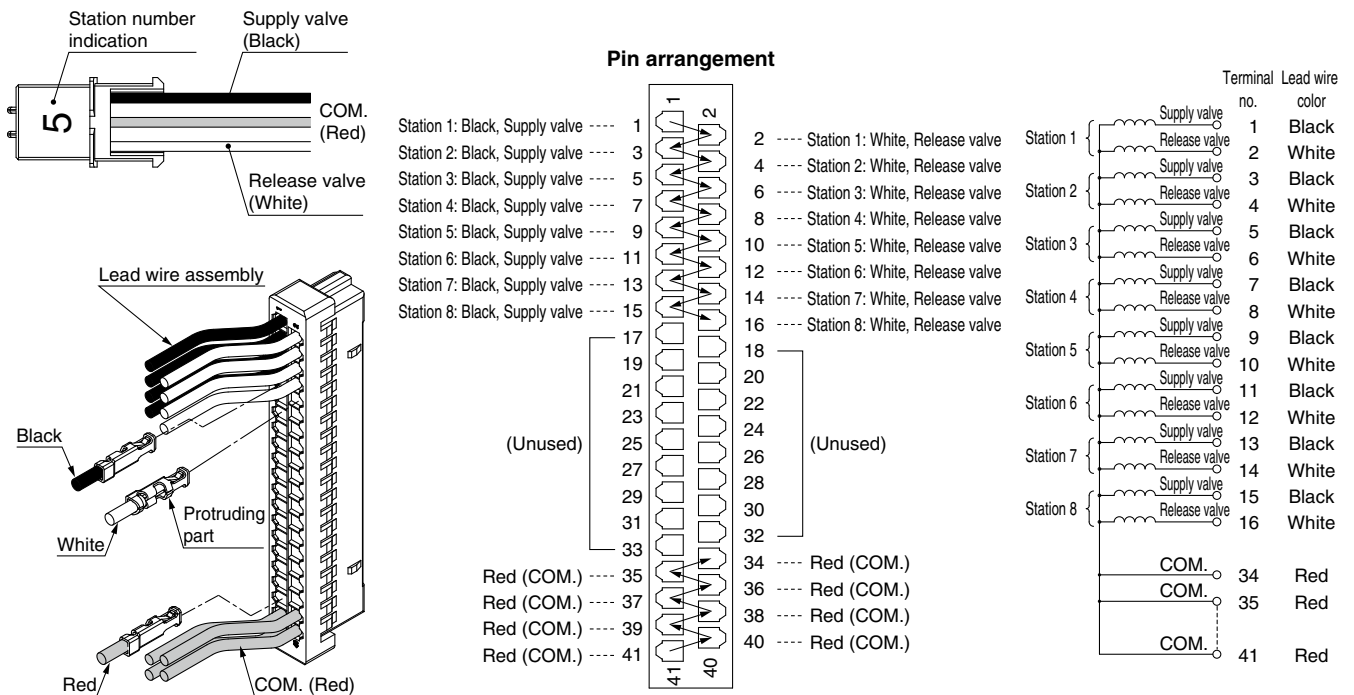 Station number
indication
Supply valve
(Black)
5
COM.
(Red)
Release valve
(White)
Lead wire assembly
Black
White
Protruding
part
Red
COM. (Red)
Pin arrangement
1
2
Station 1: Black, Supply valve ---- 1
2 ---- Station 1: White, Release valve
Station 2: Black, Supply valve ---- 3
4 ---- Station 2: White, Release valve
Station 3: Black, Supply valve ---- 5
6 ---- Station 3: White, Release valve
Station 4: Black, Supply valve ---- 7
8 ---- Station 4: White, Release valve
Station 5: Black, Supply valve ---- 9
10 ---- Station 5: White, Release valve
Station 6: Black, Supply valve ---- 11
12 ---- Station 6: White, Release valve
Station 7: Black, Supply valve ---- 13
14 ---- Station 7: White, Release valve
Station 8: Black, Supply valve ---- 15
16 ---- Station 8: White, Release valve
17
18
19
20
21
22
23
24
(Unused)
25
26
(Unused)
27
28
29
30
31
32
33
34 ---- Red (COM.)
Red (COM.) ---- 35
36 ---- Red (COM.)
Red (COM.) ---- 37
38 ---- Red (COM.)
Red (COM.) ---- 39
40 ---- Red (COM.)
Red (COM.) ---- 41
41
40
Terminal Lead wire
no. color
Station 1
Supply valve 1 Black
Release valve 2 White
Station 2
Supply valve 3 Black
Release valve 4 White
Station 3
Supply valve 5 Black
Release valve 6 White
Station 4
Supply valve 7 Black
Release valve 8 White
Station 5
Supply valve 9 Black
Release valve 10 White
Station 6
Supply valve 11 Black
Release valve 12 White
Station 7
Supply valve 13 Black
Release valve 14 White
Station 8
Supply valve 15 Black
Release valve 16 White
COM. 34 Red
COM. 35 Red
COM. 41 Red